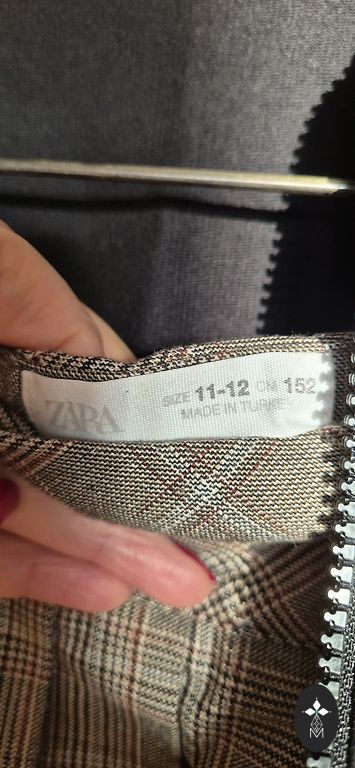 ZARA
SIZE 11-12 CM 152
MADE IN TURKEY
M